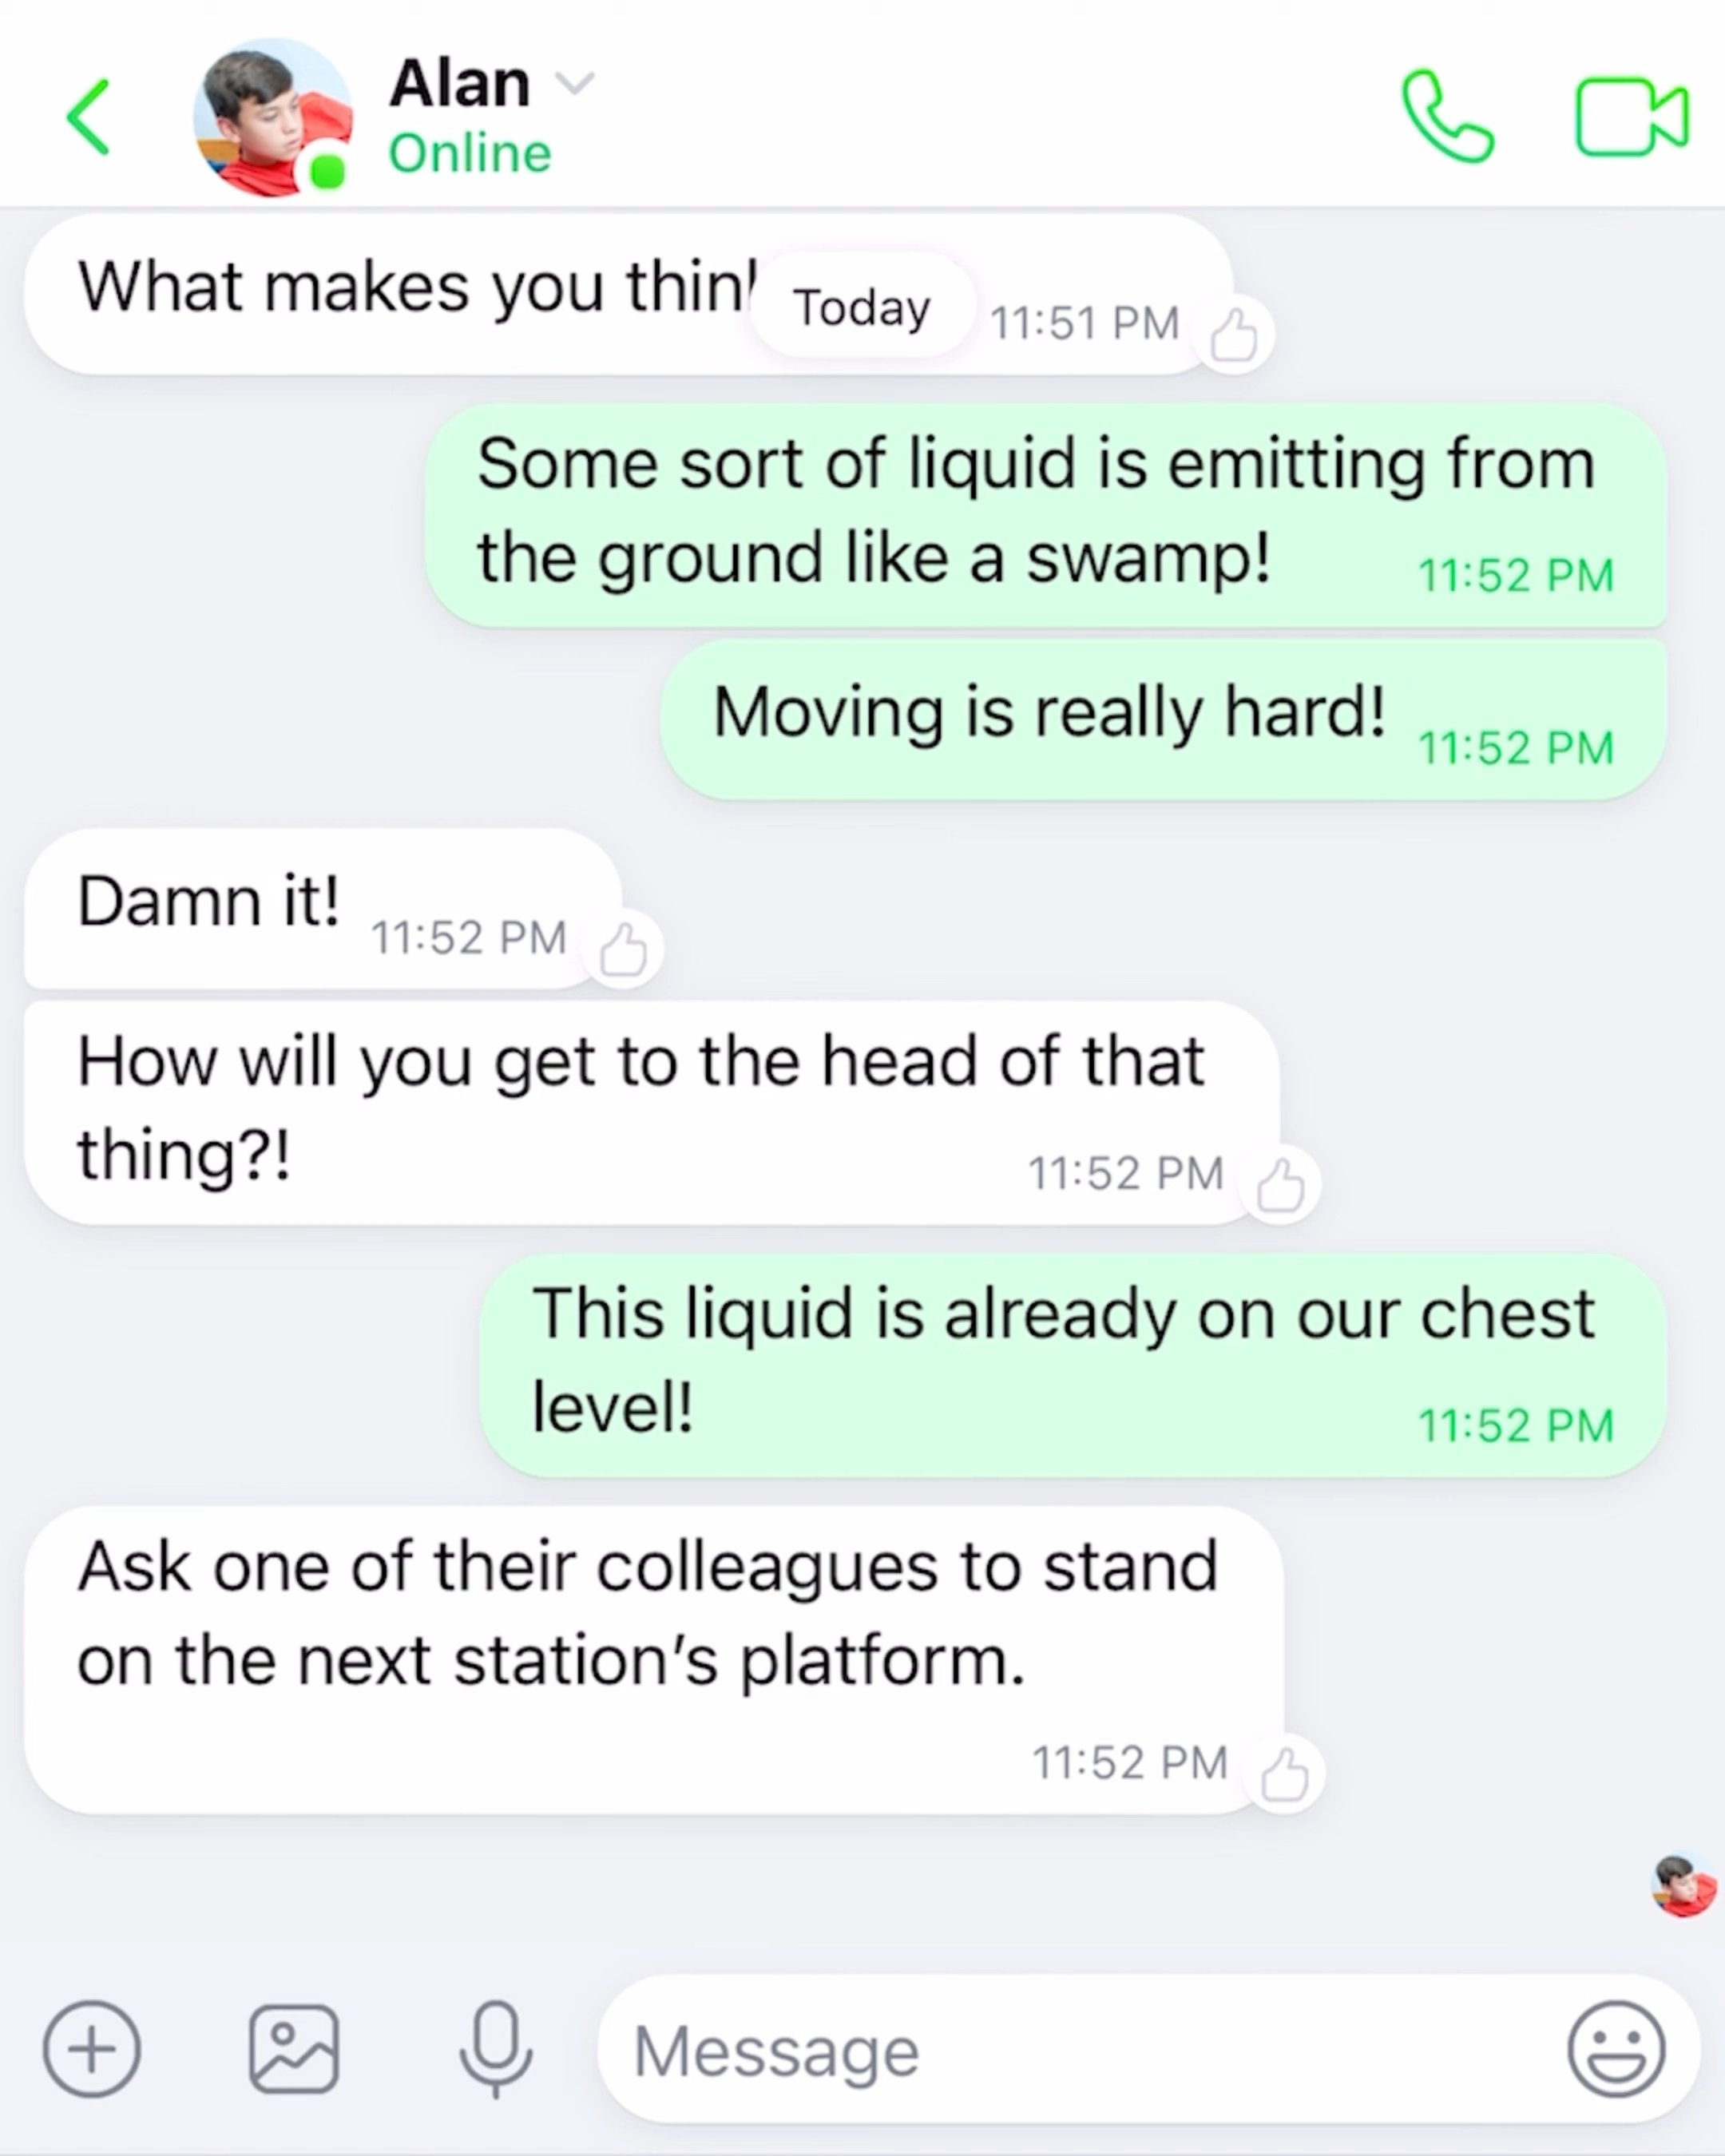 Alan
Online
What makes you
Today
11:51 PM
Some sort of liquid is emitting from
the ground like a swamp!
11:52 PM
Moving is really hard!
11:52 PM
Damn it!
11:52 PM
How will you get to the head of that
thing?!
11:52 PM
This liquid is already on our chest
level!
11:52 PM
Ask one of their colleagues to stand
on the next station's platform.
11:52 PM
Message